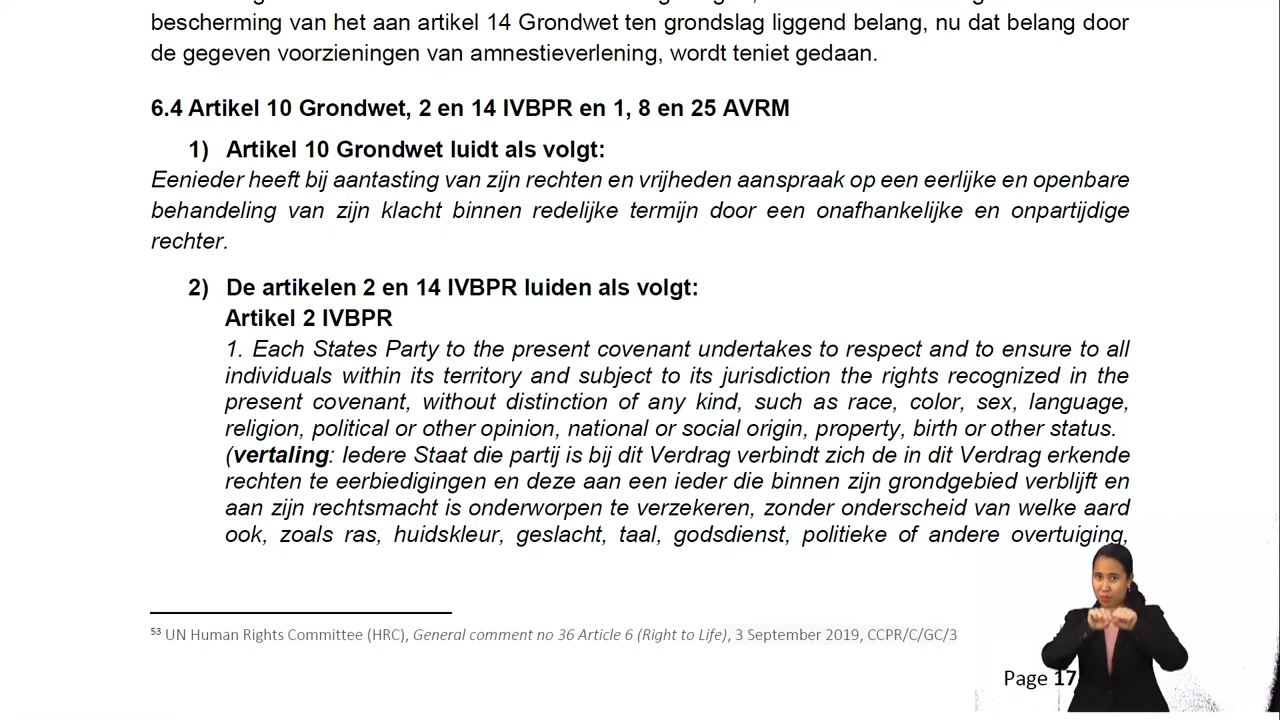 bescherming van het aan artikel 14 Grondwet ten grondslag liggend belang, nu dat belang door
de gegeven voorzieningen van amnestieverlening, wordt teniet gedaan.
6.4 Artikel 10 Grondwet, 2 en 14 IVBPR en 1, 8 en 25 AVRM
1) Artikel 10 Grondwet luidt als volgt:
Eenieder heeft bij aantasting van zijn rechten en vrijheden aanspraak op een eerlijke en openbare
behandeling van zijn klacht binnen redelijke termijn door een onafhankelijke en onpartijdige
rechter.
2) De artikelen 2 en 14 IVBPR luiden als volgt:
Artikel 2 IVBPR
1. Each States Party to the present covenant undertakes to respect and to ensure to all
individuals within its territory and subject to its jurisdiction the rights recognized in the
present covenant, without distinction of any kind, such as race, color, sex, language,
religion, political or other opinion, national or social origin, property, birth or other status.
(vertaling: Iedere Staat die partij is bij dit Verdrag verbindt zich de in dit Verdrag erkende
rechten te eerbiedigingen en deze aan een ieder die binnen zijn grondgebied verblijft en
aan zijn rechtsmacht is onderworpen te verzekeren, zonder onderscheid van welke aard
ook, zoals ras, huidskleur, geslacht, taal, godsdienst, politieke of andere overtuiging,
53 UN Human Rights Committee (HRC), General comment no 36 Article 6 (Right to Life), 3 September 2019, CCPR/C/GC/3
Page 17